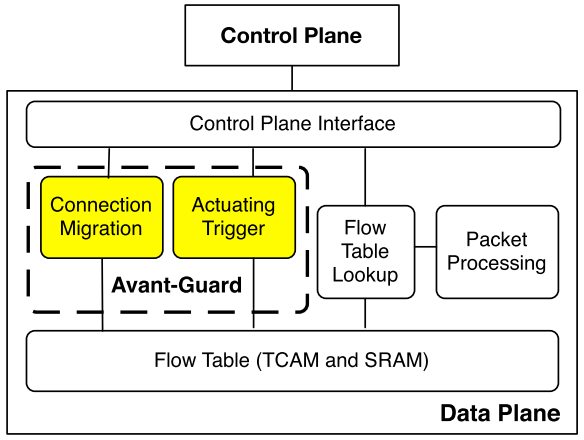 Control Plane
Control Plane Interface
Connection
Migration
Actuating
Trigger
Avant-Guard
Flow
Table
Lookup
Packet
Processing
Flow Table (TCAM and SRAM)
Data Plane